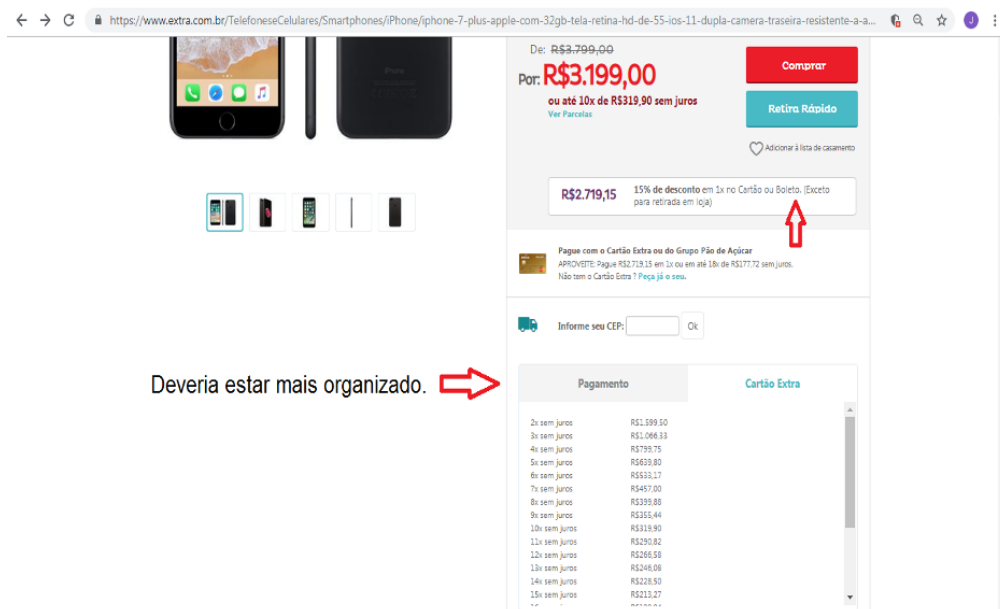 https://www.extra.com.br/TelefoneseCelulares/Smartphones/iPhone/iphone-7-plus-apple-com-32gb-tela-retina-hd-de-55-ios-11-dupla-camera-traseira-resistente-a-a...
De: R$3.799,00
Por: R$3.199,00
Comprar
ou até 10x de R$319,90 sem juros
Ver Parcelas
Retira Rápido
Adicionar à lista de casamento
R$2.719,15
15% de desconto em 1x no Cartão ou Boleto. (Exceto
para retirada em loja)
Pague com o Cartão Extra ou do Grupo Pão de Açúcar
APROVEITE: Pague R$2.719,15 em 1x ou em até 18x de R$177,72 sem juros.
Não tem o Cartão Extra ? Peça já o seu.
Informe seu CEP: Ok
Deveria estar mais organizado.
Pagamento Cartão Extra
2x sem juros R$1.599,50
3x sem juros R$1.066,33
4x sem juros R$799,75
5x sem juros R$639,80
6x sem juros R$533,17
7x sem juros R$457,00
8x sem juros R$399,88
9x sem juros R$355,44
10x sem juros R$319,90
11x sem juros R$290,82
12x sem juros R$266,58
13x sem juros R$246,08
14x sem juros R$228,50
15x sem juros R$213,27